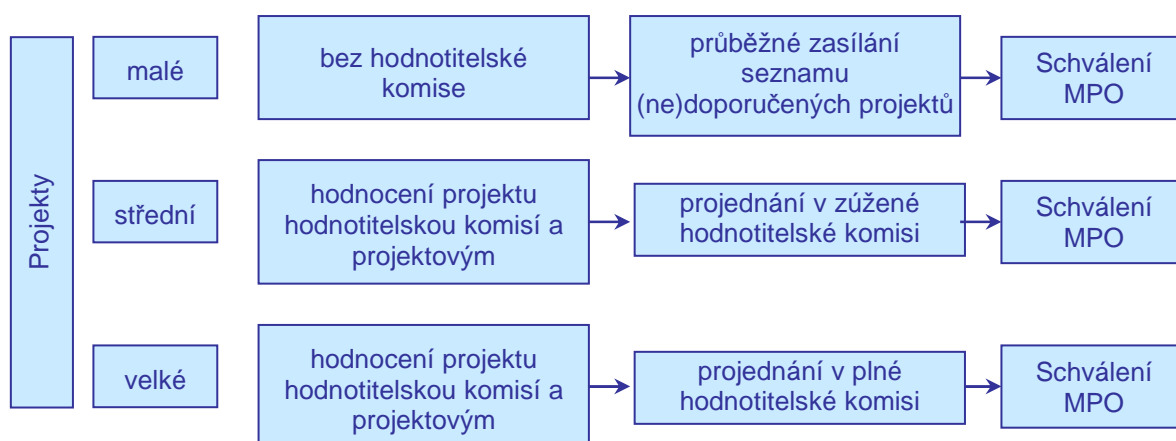 Projekty
malé
bez hodnotitelské
komise
průběžné zasílání
seznamu
(ne)doporučených projektů
Schválení
MPO
střední
hodnocení projektu
hodnotitelskou komisí a
projektovým
projednání v zúžené
hodnotitelské komisi
Schválení
MPO
velké
hodnocení projektu
hodnotitelskou komisí a
projektovým
projednání v plné
hodnotitelské komisi
Schválení
MPO